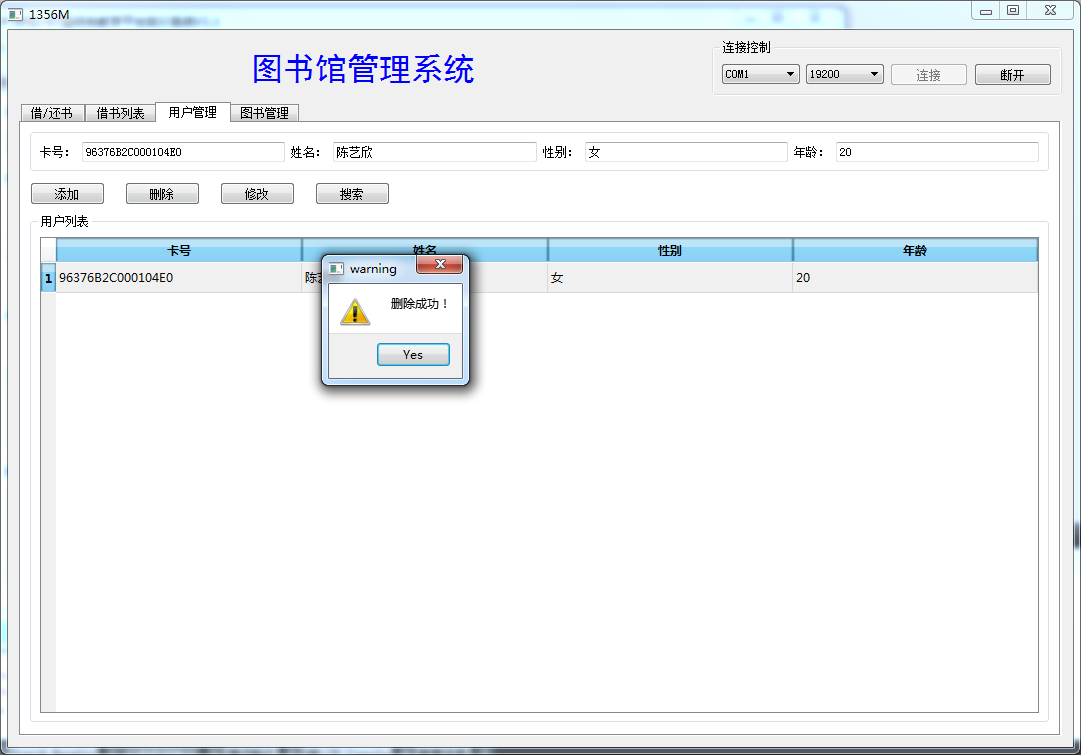 1356M
图书馆管理系统
连接控制
COM1 19200 连接 断开
借/还书 借书列表 用户管理 图书管理
卡号: 96376B2C000104E0 姓名: 陈艺欣 性别: 女 年龄: 20
添加 删除 修改 搜索
用户列表
卡号 姓名 性别 年龄
1 96376B2C000104E0 陈 女 20
warning
删除成功！
Yes